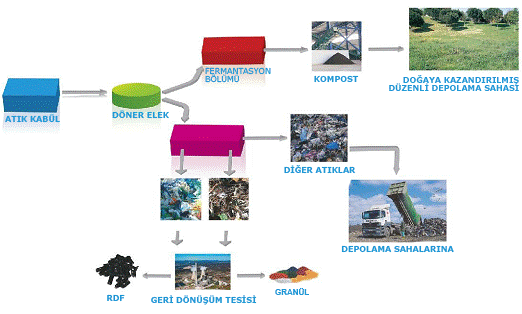 FERMANTASYON
BÖLÜMÜ
KOMPOST
DOĞAYA KAZANDIRILMIŞ
DÜZENLİ DEPOLAMA SAHASİ
ATIK KABÜL
DÖNER ELEK
DİĞER ATIKLAR
DEPOLAMA SAHALARINA
RDF
GERİ DÖNÜŞÜM TESİSİ
GRANÜL